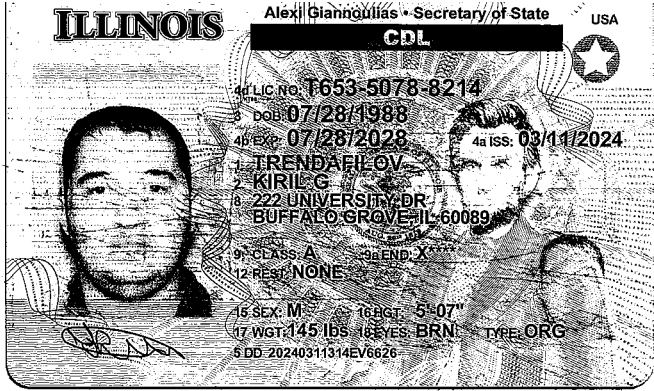 Alexi Giannoulias • Secretary of State
ILLINOIS
USA
CDL
4d LIC NO: T653-5078-8214
3 DOB: 07/28/1988
4b EXP: 07/28/2028
4a ISS: 03/11/2024
1 TRENDAFILOV
2 KIRIL G
8 222 UNIVERSITY DR
BUFFALO GROVE, IL 60089
9 CLASS: A 9a END: X****
12 REST: NONE
15 SEX: M 16 HGT: 5'-07"
17 WGT: 145 lbs 18 EYES: BRN TYPE: ORG
5 DD 20240311314EV6626